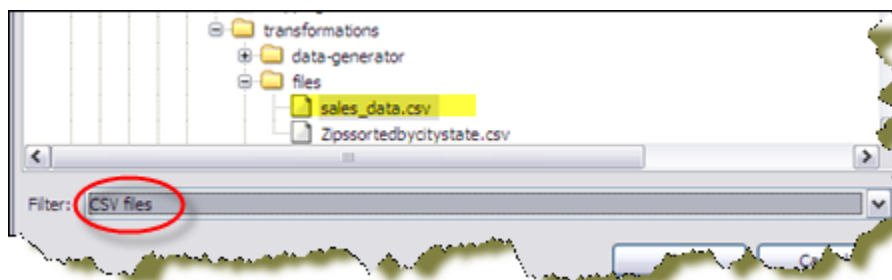 transformations
data-generator
files
sales_data.csv
Zipssortedbycitystate.csv
Filter: CSV files